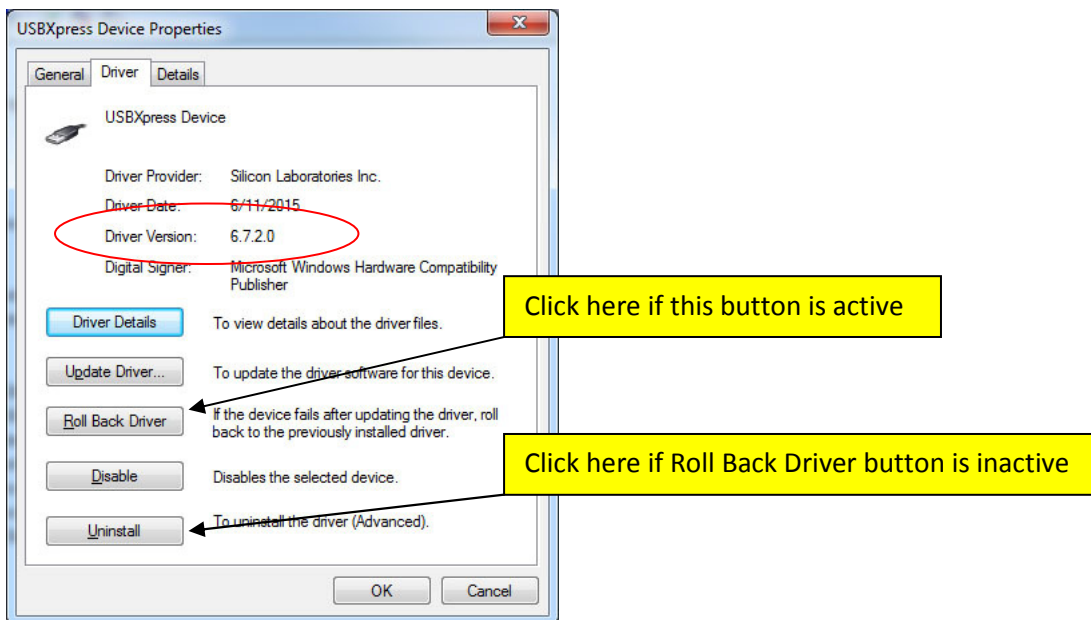 USBXpress Device Properties
General Driver Details
USBXpress Device
Driver Provider: Silicon Laboratories Inc.
Driver Date: 6/11/2015
Driver Version: 6.7.2.0
Digital Signer: Microsoft Windows Hardware Compatibility
Publisher
Click here if this button is active
Driver Details To view details about the driver files.
Update Driver... To update the driver software for this device.
Roll Back Driver If the device fails after updating the driver, roll
back to the previously installed driver.
Click here if Roll Back Driver button is inactive
Disable Disables the selected device.
Uninstall To uninstall the driver (Advanced).
OK Cancel